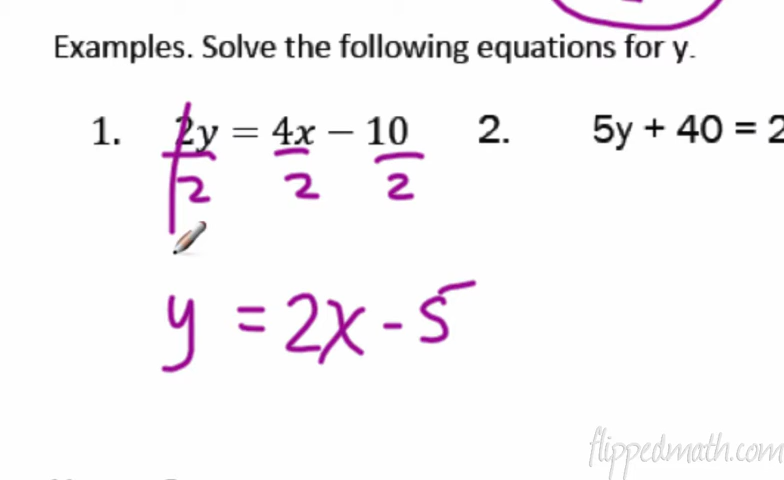 Examples. Solve the following equations for y.
1. 2y = 4x − 10 2. 5y + 40 = 2
2 2 2
y = 2x - 5
flippedmath.com